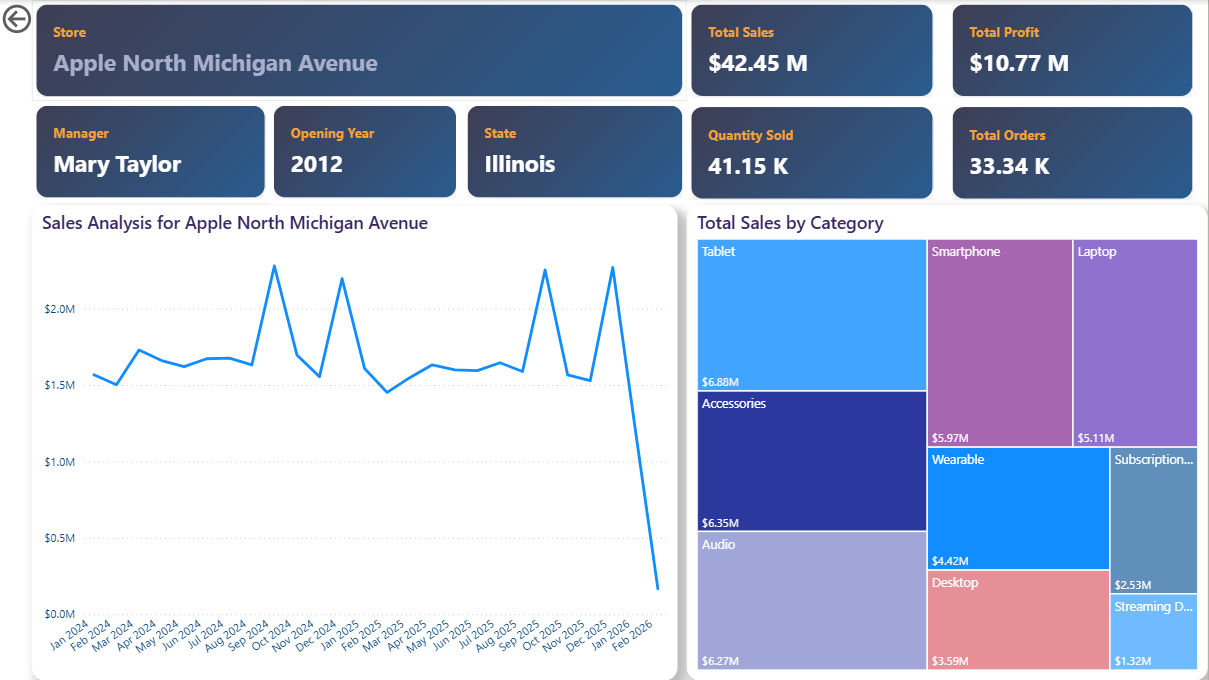 Store
Apple North Michigan Avenue
Total Sales
$42.45 M
Total Profit
$10.77 M
Manager
Mary Taylor
Opening Year
2012
State
Illinois
Quantity Sold
41.15 K
Total Orders
33.34 K
Sales Analysis for Apple North Michigan Avenue
$2.0M
$1.5M
$1.0M
$0.5M
$0.0M
Jan 2024
Feb 2024
Mar 2024
Apr 2024
May 2024
Jun 2024
Jul 2024
Aug 2024
Sep 2024
Oct 2024
Nov 2024
Dec 2024
Jan 2025
Feb 2025
Mar 2025
Apr 2025
May 2025
Jun 2025
Jul 2025
Aug 2025
Sep 2025
Oct 2025
Nov 2025
Dec 2025
Jan 2026
Feb 2026
Total Sales by Category
Tablet
$6.88M
Accessories
$6.35M
Audio
$6.27M
Smartphone
$5.97M
Laptop
$5.11M
Wearable
$4.42M
Desktop
$3.59M
Subscription...
$2.53M
Streaming D...
$1.32M